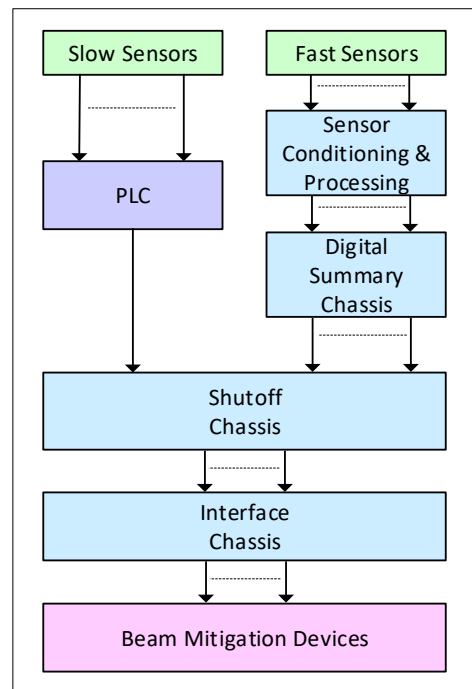 Slow Sensors
Fast Sensors
Sensor
Conditioning &
Processing
PLC
Digital
Summary
Chassis
Shutoff
Chassis
Interface
Chassis
Beam Mitigation Devices